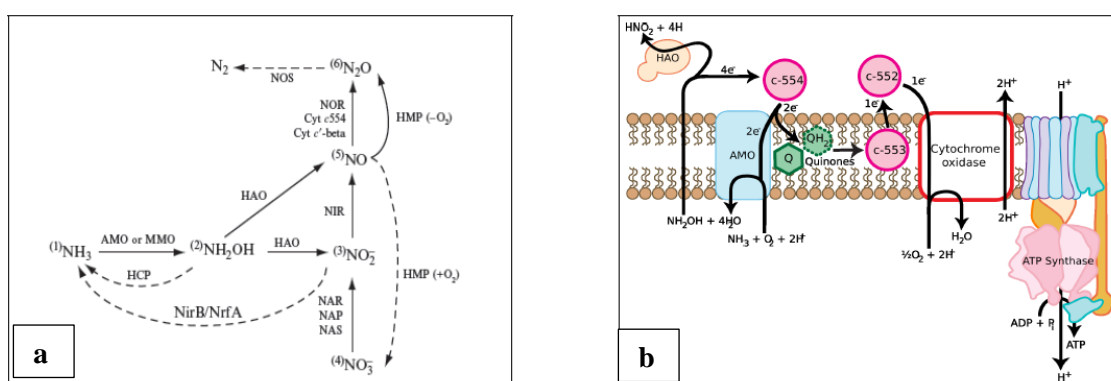 N₂
NOS
⁽⁶⁾N₂O
NOR
Cyt c554
Cyt c′-beta
HMP (−O₂)
⁽⁵⁾NO
HAO
NIR
⁽¹⁾NH₃
AMO or MMO
⁽²⁾NH₂OH
HAO
⁽³⁾NO₂⁻
HCP
HMP (+O₂)
NirB/NrfA
NAR
NAP
NAS
⁽⁴⁾NO₃⁻
a
HNO₂ + 4H
HAO
4e⁻
c-554
c-552
1e⁻
2H⁺
H⁺
2e⁻
1e⁻
2e⁻
QH₂
AMO
Q
Quinones
c-553
Cytochrome
oxidase
NH₂OH + 4H₂O
2H⁺
NH₃ + O₂ + 2H⁺
H₂O
½O₂ + 2H⁺
ATP Synthase
ADP + Pᵢ
ATP
H⁺
b